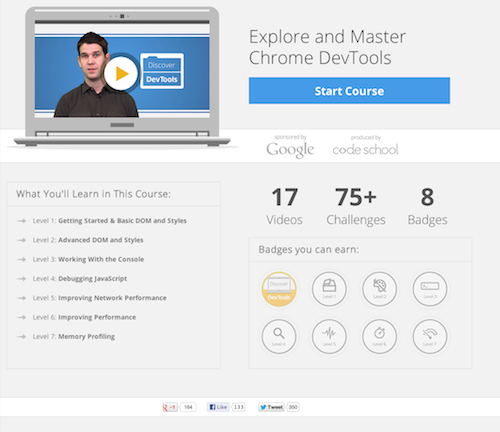 Discover
DevTools
Explore and Master
Chrome DevTools
Start Course
sponsored by
Google
produced by
code school
What You'll Learn in This Course:
Level 1: Getting Started & Basic DOM and Styles
Level 2: Advanced DOM and Styles
Level 3: Working With the Console
Level 4: Debugging JavaScript
Level 5: Improving Network Performance
Level 6: Improving Performance
Level 7: Memory Profiling
17
Videos
75+
Challenges
8
Badges
Badges you can earn:
Discover
DevTools
Level 1
Level 2
Level 3
Level 4
Level 5
Level 6
Level 7
+1
Like
133
Tweet
350